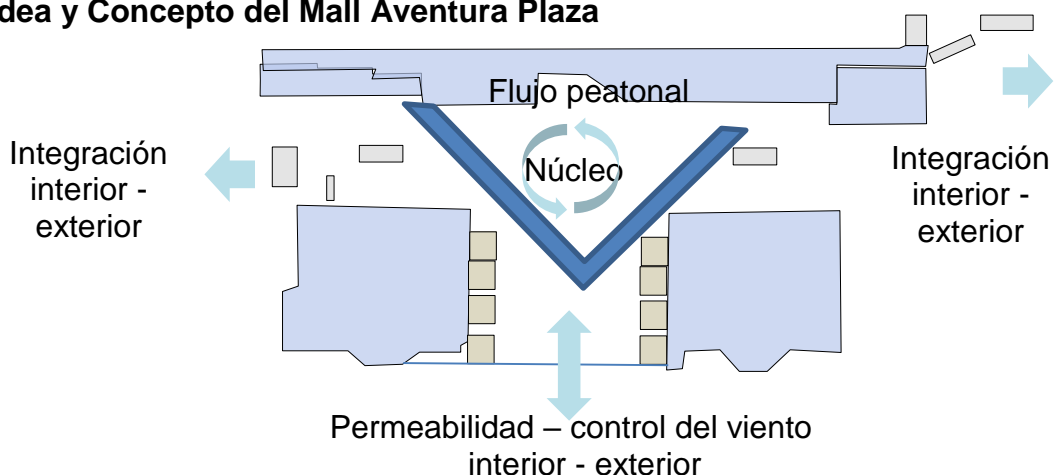 dea y Concepto del Mall Aventura Plaza
Flujo peatonal
Núcleo
Integración
interior -
exterior
Integración
interior -
exterior
Permeabilidad – control del viento
interior - exterior